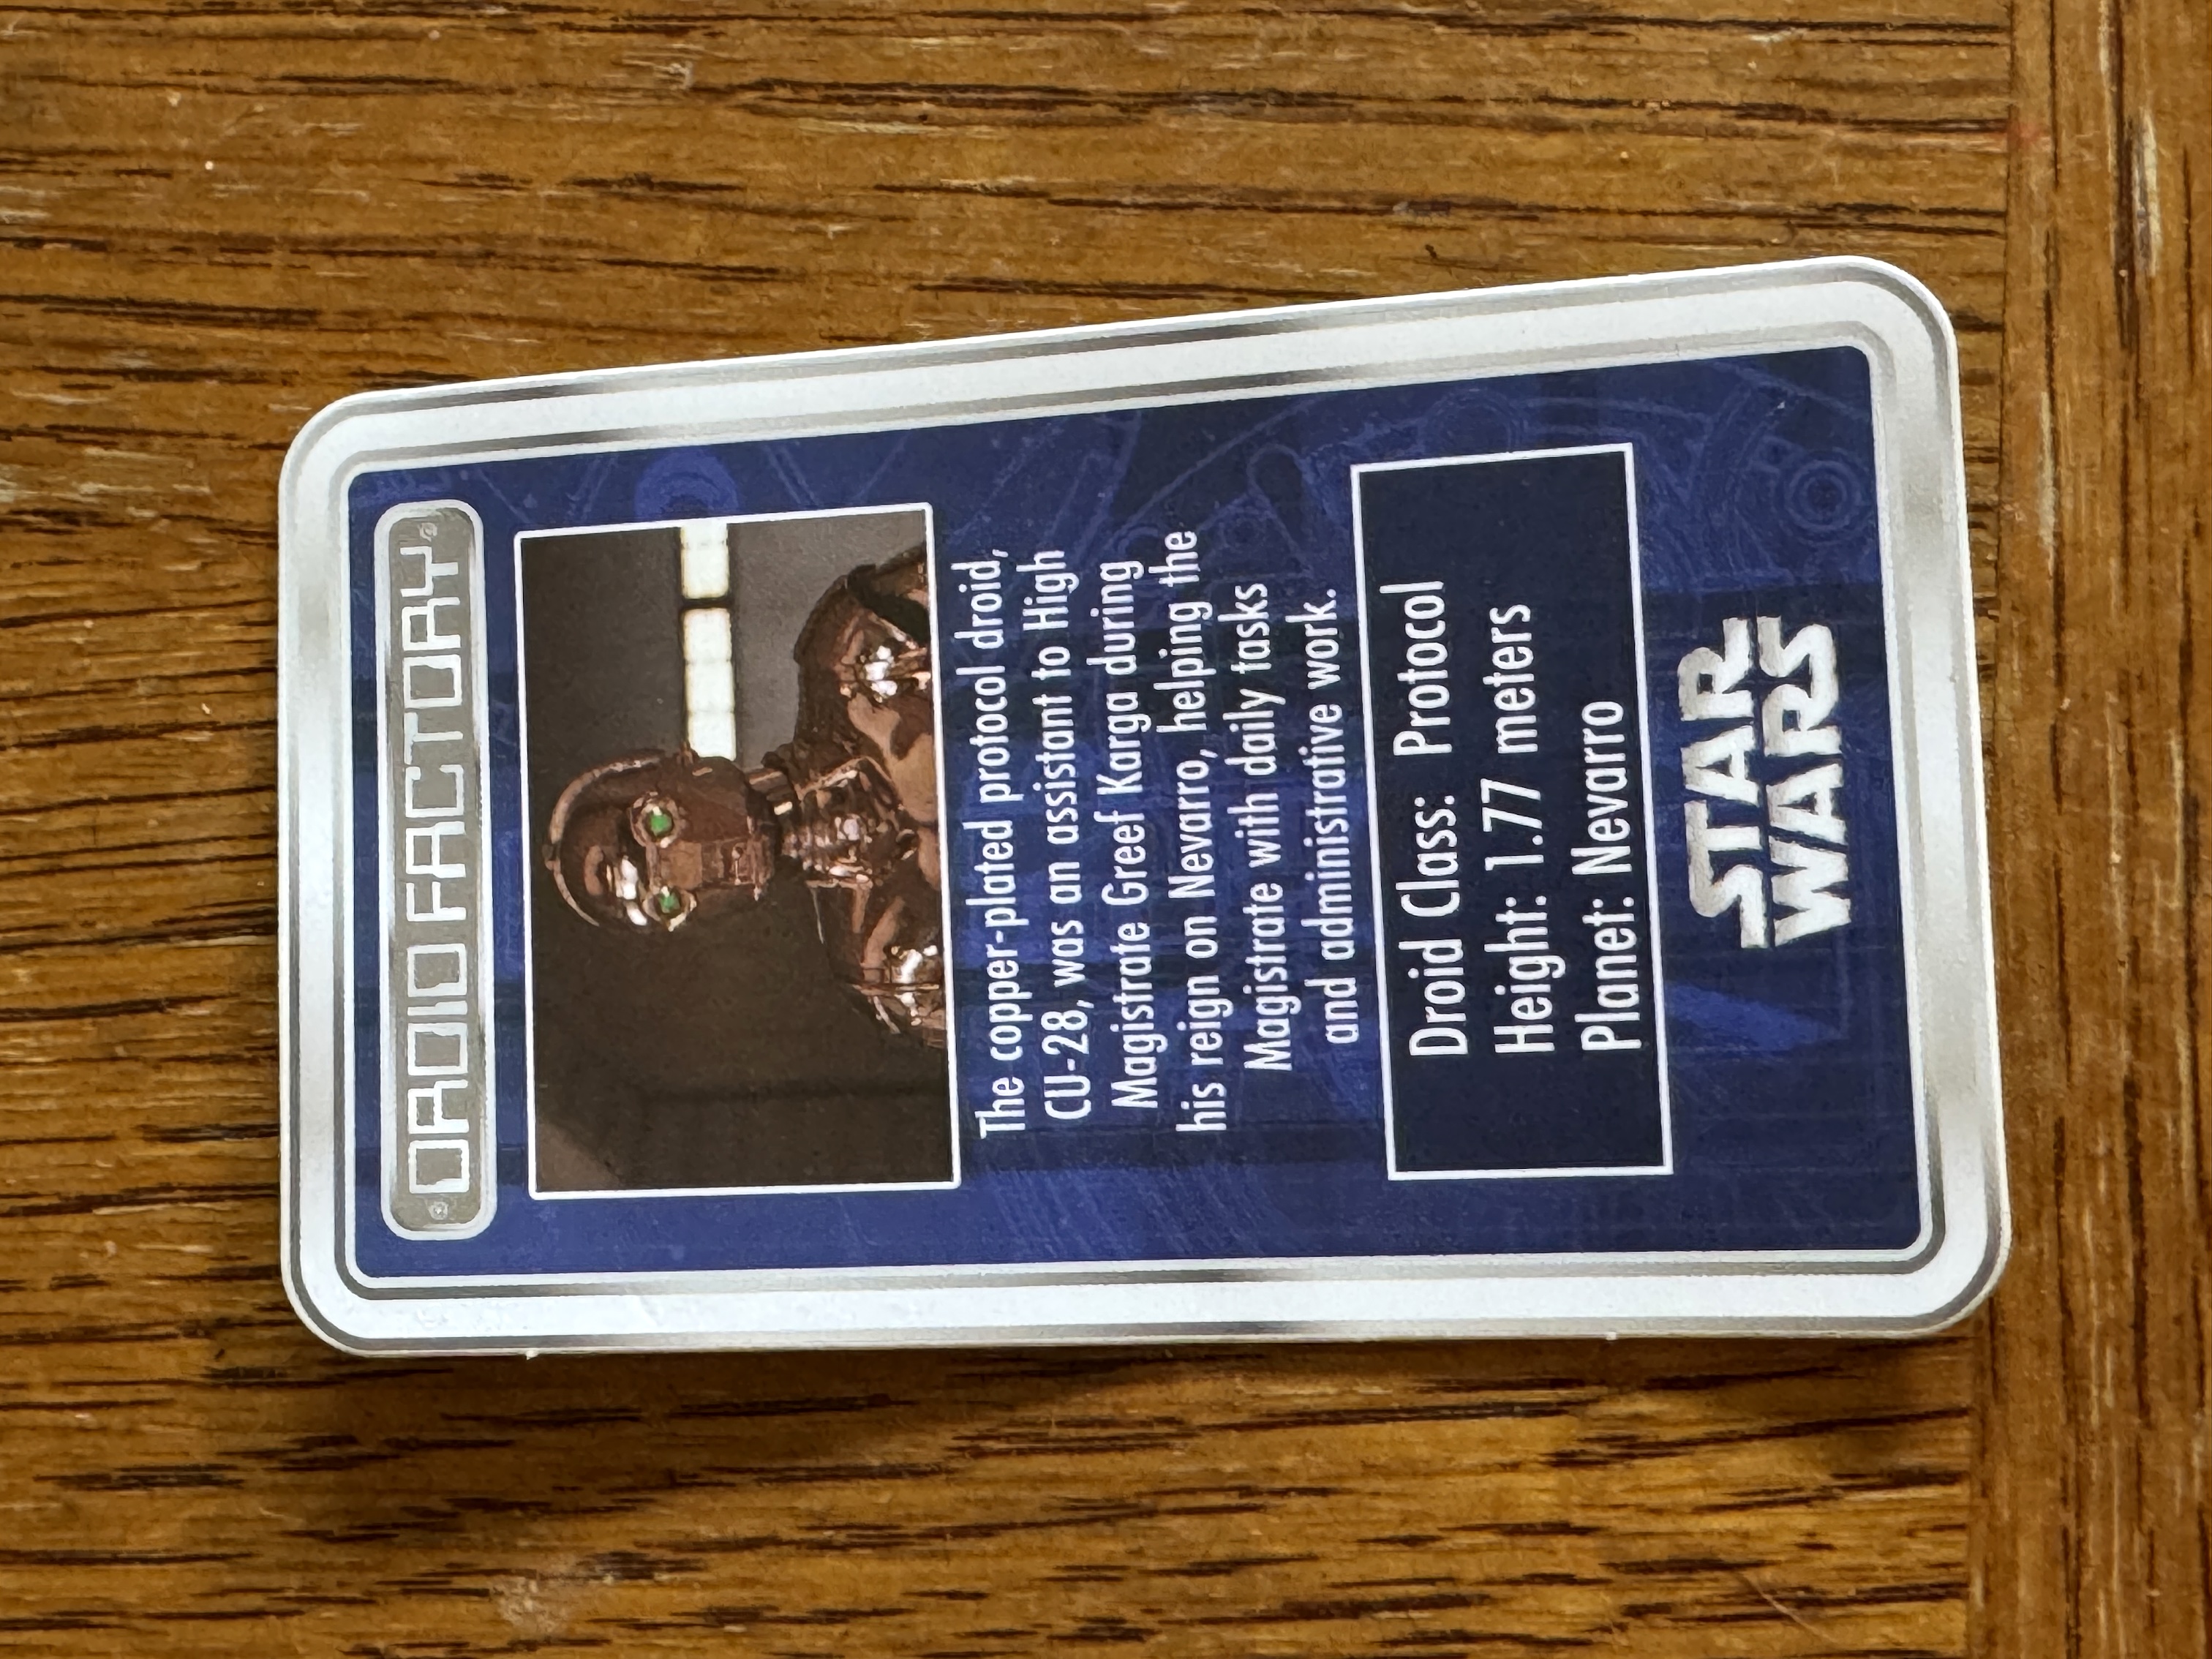 DROID FACTORY
The copper-plated protocol droid,
CU-28, was an assistant to High
Magistrate Greef Karga during
his reign on Nevarro, helping the
Magistrate with daily tasks
and administrative work.
Droid Class: Protocol
Height: 1.77 meters
Planet: Nevarro
STAR
WARS